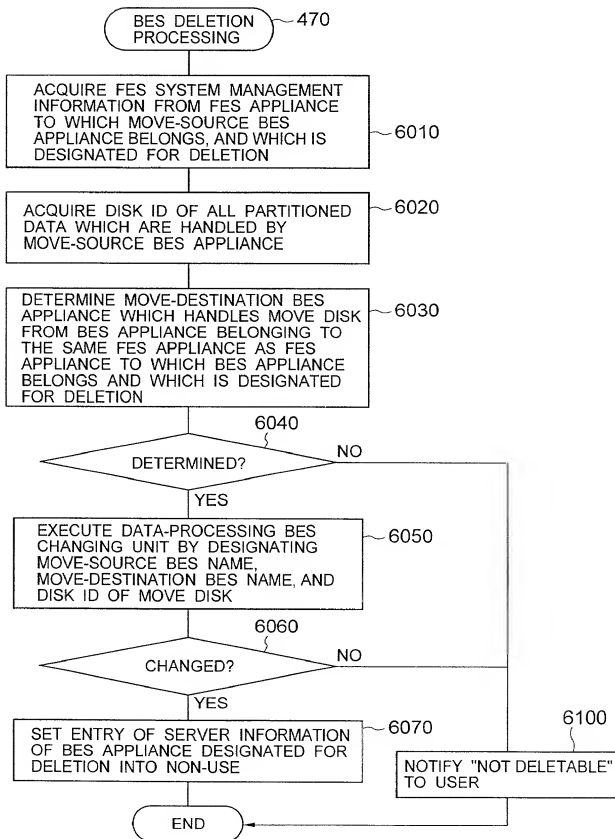 BES DELETION
PROCESSING
470
ACQUIRE FES SYSTEM MANAGEMENT
INFORMATION FROM FES APPLIANCE
TO WHICH MOVE-SOURCE BES
APPLIANCE BELONGS, AND WHICH IS
DESIGNATED FOR DELETION
6010
ACQUIRE DISK ID OF ALL PARTITIONED
DATA WHICH ARE HANDLED BY
MOVE-SOURCE BES APPLIANCE
6020
DETERMINE MOVE-DESTINATION BES
APPLIANCE WHICH HANDLES MOVE DISK
FROM BES APPLIANCE BELONGING TO
THE SAME FES APPLIANCE AS FES
APPLIANCE TO WHICH BES APPLIANCE
BELONGS AND WHICH IS DESIGNATED
FOR DELETION
6030
6040
DETERMINED?
NO
YES
EXECUTE DATA-PROCESSING BES
CHANGING UNIT BY DESIGNATING
MOVE-SOURCE BES NAME,
MOVE-DESTINATION BES NAME, AND
DISK ID OF MOVE DISK
6050
6060
CHANGED?
NO
YES
SET ENTRY OF SERVER INFORMATION
OF BES APPLIANCE DESIGNATED FOR
DELETION INTO NON-USE
6070
6100
NOTIFY "NOT DELETABLE"
TO USER
END